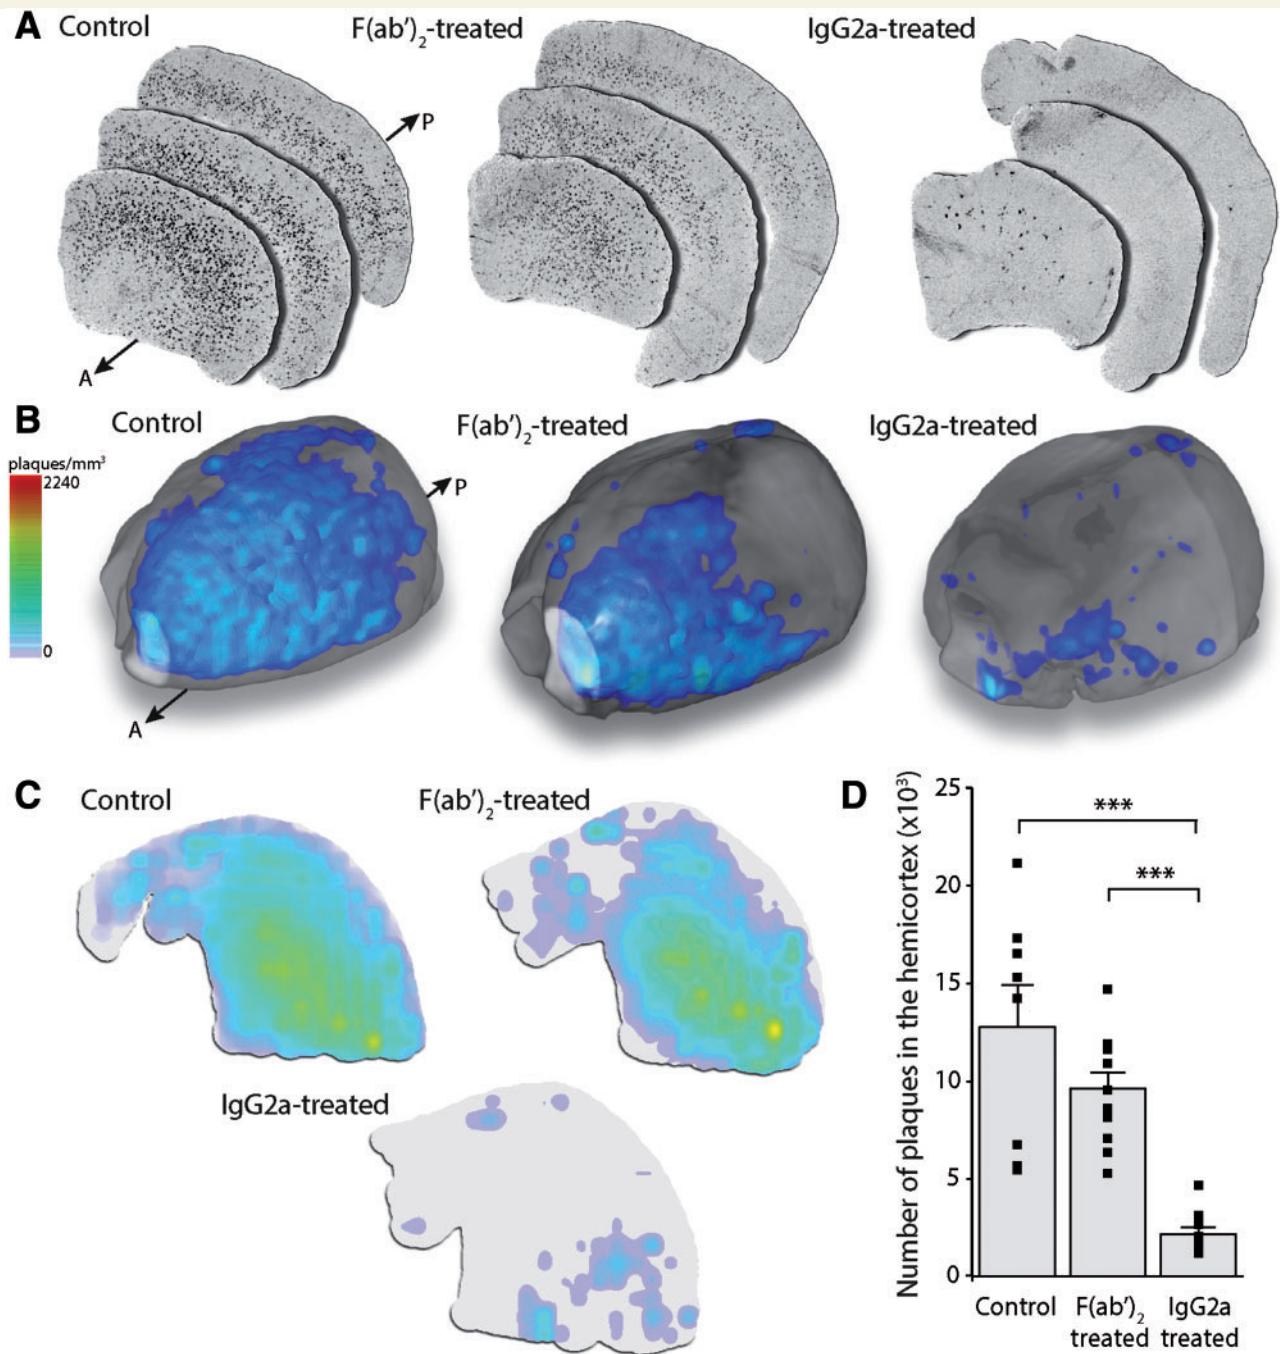 A Control F(ab')₂-treated IgG2a-treated
P
A
B Control F(ab')₂-treated IgG2a-treated
plaques/mm³
2240
0
P
A
C Control F(ab')₂-treated
IgG2a-treated
D
Number of plaques in the hemicortex (x10³)
25
20
15
10
5
0
***
***
Control F(ab')₂ IgG2a
treated treated